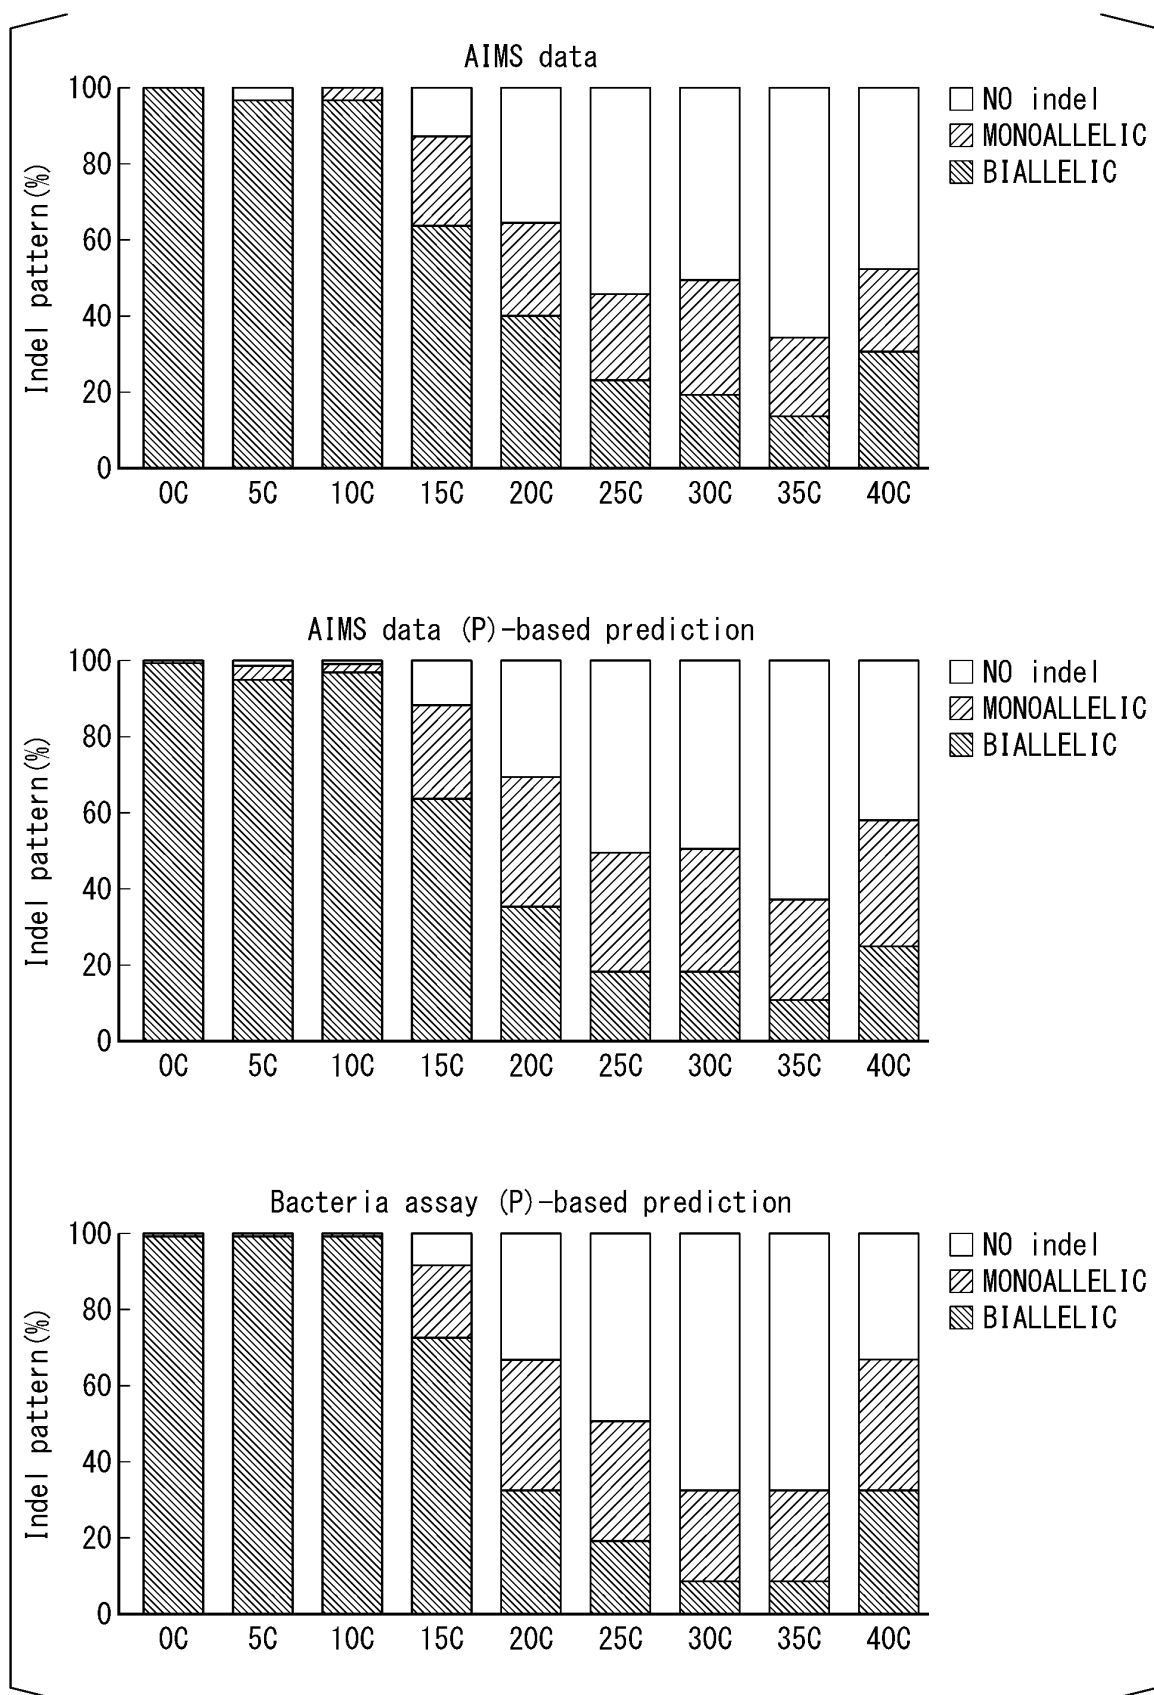 AIMS data
Indel pattern(%)
100
80
60
40
20
0
0C 5C 10C 15C 20C 25C 30C 35C 40C
NO indel
MONOALLELIC
BIALLELIC
AIMS data (P)-based prediction
Indel pattern(%)
100
80
60
40
20
0
0C 5C 10C 15C 20C 25C 30C 35C 40C
NO indel
MONOALLELIC
BIALLELIC
Bacteria assay (P)-based prediction
Indel pattern(%)
100
80
60
40
20
0
0C 5C 10C 15C 20C 25C 30C 35C 40C
NO indel
MONOALLELIC
BIALLELIC